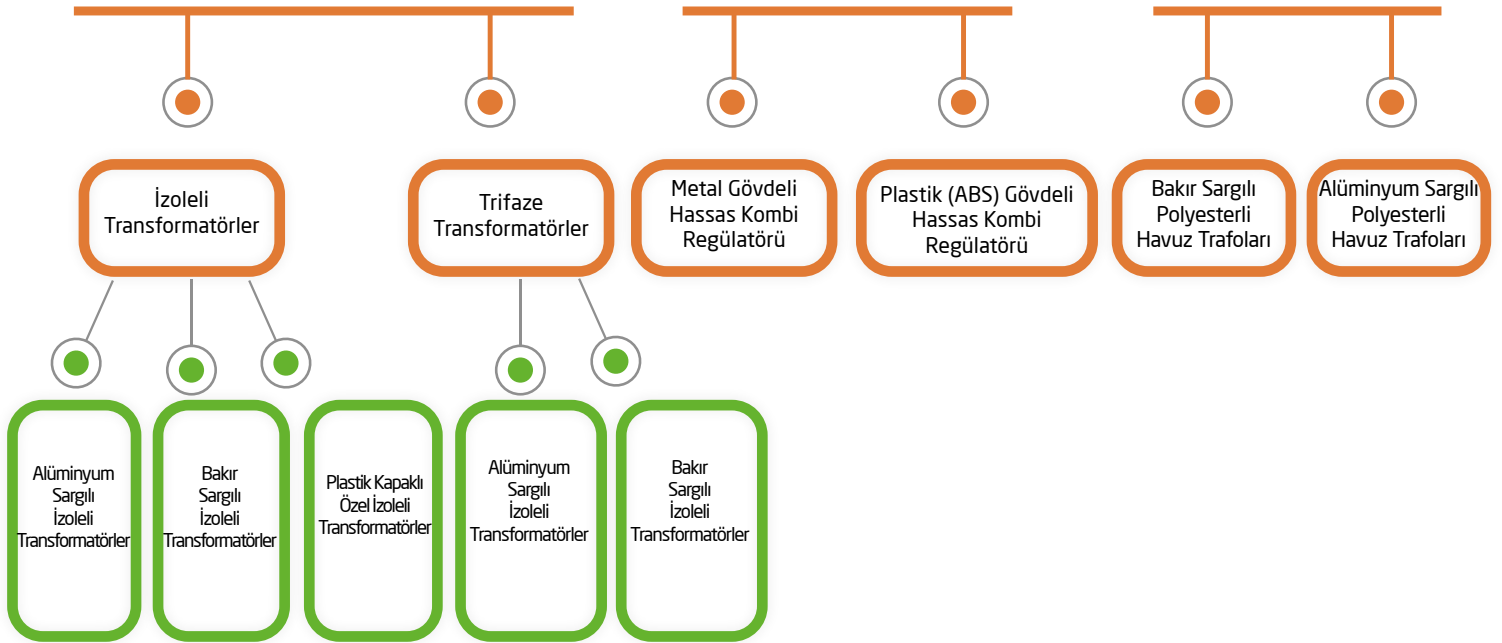 İzoleli
Transformatörler
Trifaze
Transformatörler
Metal Gövdeli
Hassas Kombi
Regülatörü
Plastik (ABS) Gövdeli
Hassas Kombi
Regülatörü
Bakır Sargılı
Polyesterli
Havuz Trafoları
Alüminyum Sargılı
Polyesterli
Havuz Trafoları
Alüminyum
Sargılı
İzoleli
Transformatörler
Bakır
Sargılı
İzoleli
Transformatörler
Plastik Kapaklı
Özel İzoleli
Transformatörler
Alüminyum
Sargılı
İzoleli
Transformatörler
Bakır
Sargılı
İzoleli
Transformatörler